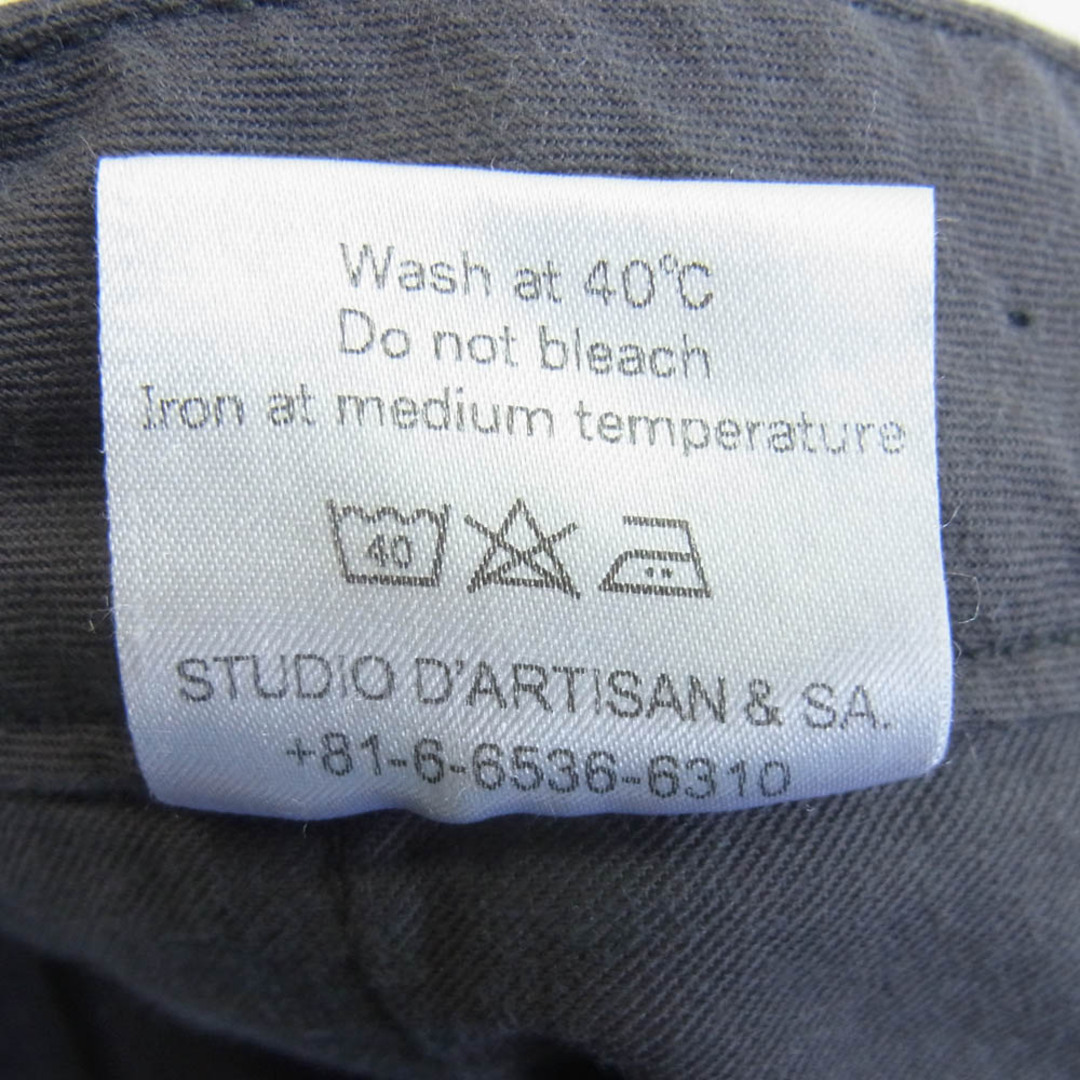 Wash at 40°C
Do not bleach
Iron at medium temperature
40
STUDIO D'ARTISAN & SA.
+81-6-6536-6310